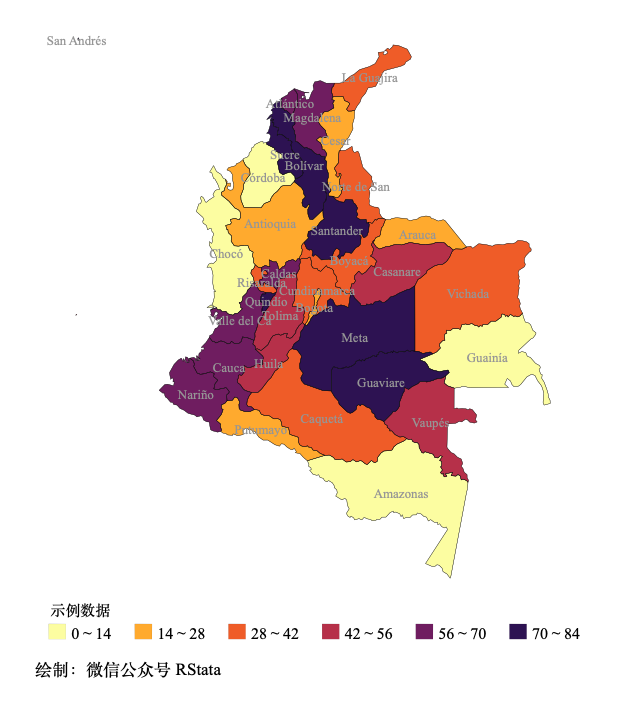 San Andrés
La Guajira
Atlántico
Magdalena
Cesar
Sucre
Bolívar
Norte de San
Córdoba
Antioquia
Santander
Arauca
Chocó
Boyacá
Caldas
Casanare
Risaralda
Cundinamarca
Vichada
Quindío
Bogota
Tolima
Valle del Ca
Meta
Guainía
Huila
Cauca
Guaviare
Nariño
Caquetá
Vaupés
Putumayo
Amazonas
示例数据
0 ~ 14 14 ~ 28 28 ~ 42 42 ~ 56 56 ~ 70 70 ~ 84
绘制：微信公众号 RStata